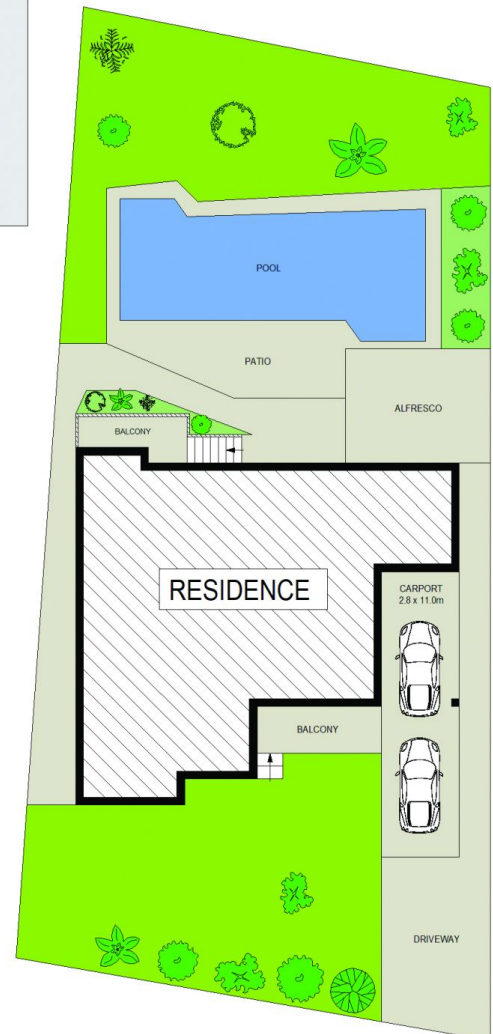 POOL
PATIO
ALFRESCO
BALCONY
RESIDENCE
CARPORT
2.8 x 11.0m
BALCONY
DRIVEWAY